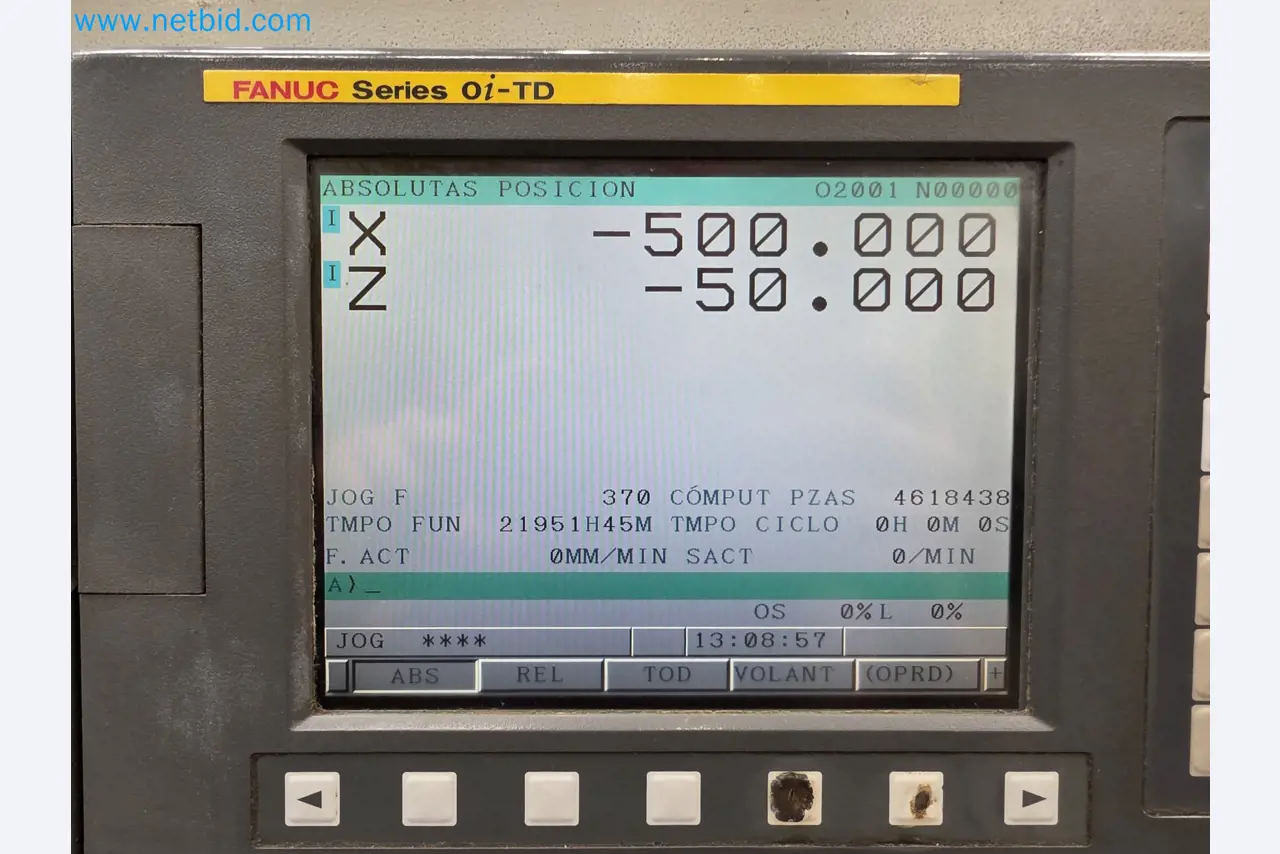 www.netbid.com
FANUC Series 0i-TD
ABSOLUTAS POSICION O2001 N00000
I X -500.000
I Z -50.000
JOG F 370 CÓMPUT PZAS 4618438
TMPO FUN 21951H45M TMPO CICLO 0H 0M 0S
F. ACT 0MM/MIN SACT 0/MIN
A)_
OS 0% L 0%
JOG **** 13:08:57
ABS REL TOD VOLANT (OPRD) +